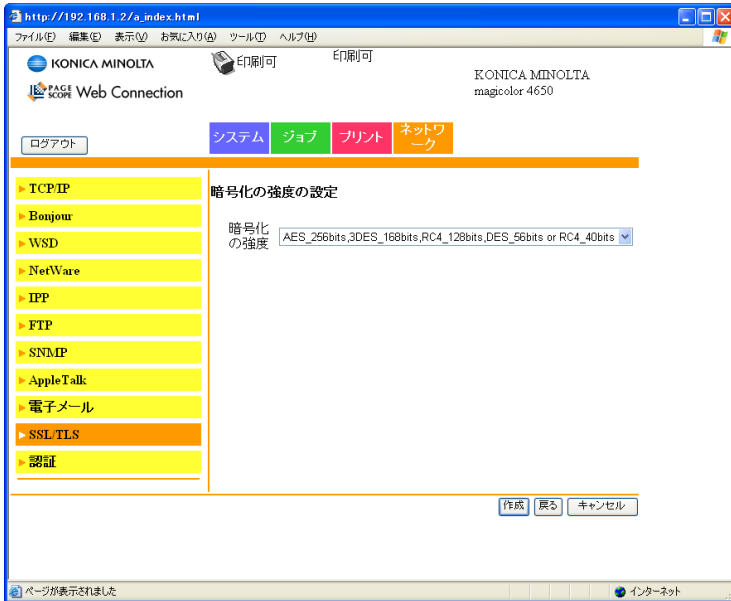 http://192.168.1.2/a_index.html
ファイル(F) 編集(E) 表示(V) お気に入り(A) ツール(T) ヘルプ(H)
KONICA MINOLTA
印刷可
印刷可
PAGE SCOPE Web Connection
KONICA MINOLTA
magicolor 4650
ログアウト
システム
ジョブ
プリント
ネットワ
ーク
TCP/IP
Bonjour
WSD
NetWare
IPP
FTP
SNMP
AppleTalk
電子メール
SSL/TLS
認証
暗号化の強度の設定
暗号化
の強度
AES_256bits,3DES_168bits,RC4_128bits,DES_56bits or RC4_40bits
作成 戻る キャンセル
ページが表示されました
インターネット